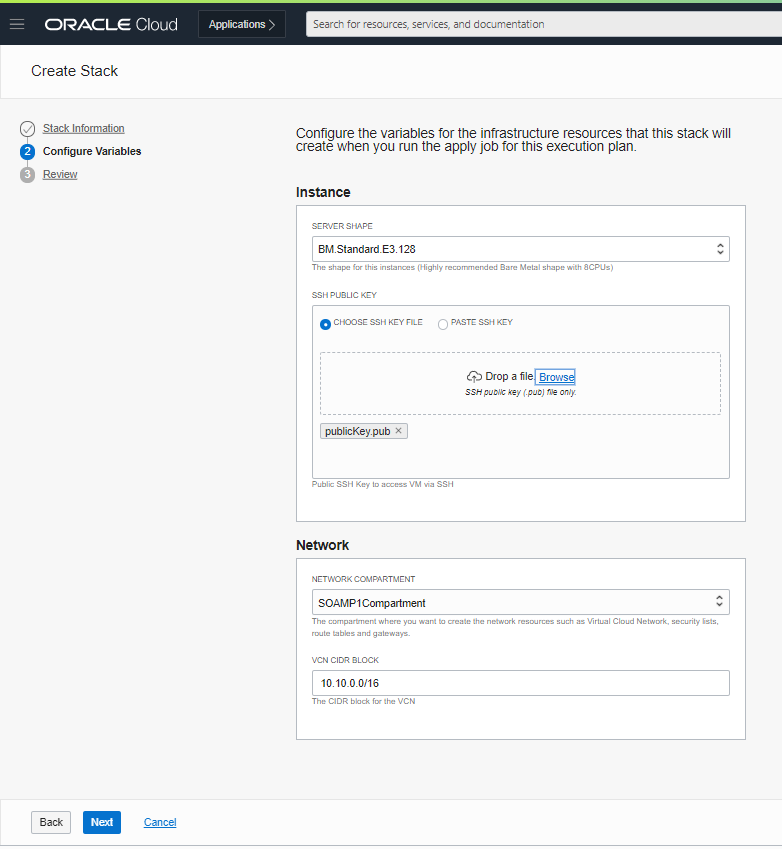 ORACLE Cloud
Applications
Search for resources, services, and documentation
Create Stack
Stack Information
2 Configure Variables
3 Review
Configure the variables for the infrastructure resources that this stack will
create when you run the apply job for this execution plan.
Instance
SERVER SHAPE
BM.Standard.E3.128
The shape for this instances (Highly recommended Bare Metal shape with 8CPUs)
SSH PUBLIC KEY
CHOOSE SSH KEY FILE PASTE SSH KEY
Drop a file. Browse
SSH public key (.pub) file only.
publicKey.pub ×
Public SSH Key to access VM via SSH
Network
NETWORK COMPARTMENT
SOAMP1Compartment
The compartment where you want to create the network resources such as Virtual Cloud Network, security lists,
route tables and gateways.
VCN CIDR BLOCK
10.10.0.0/16
The CIDR block for the VCN
Back Next Cancel